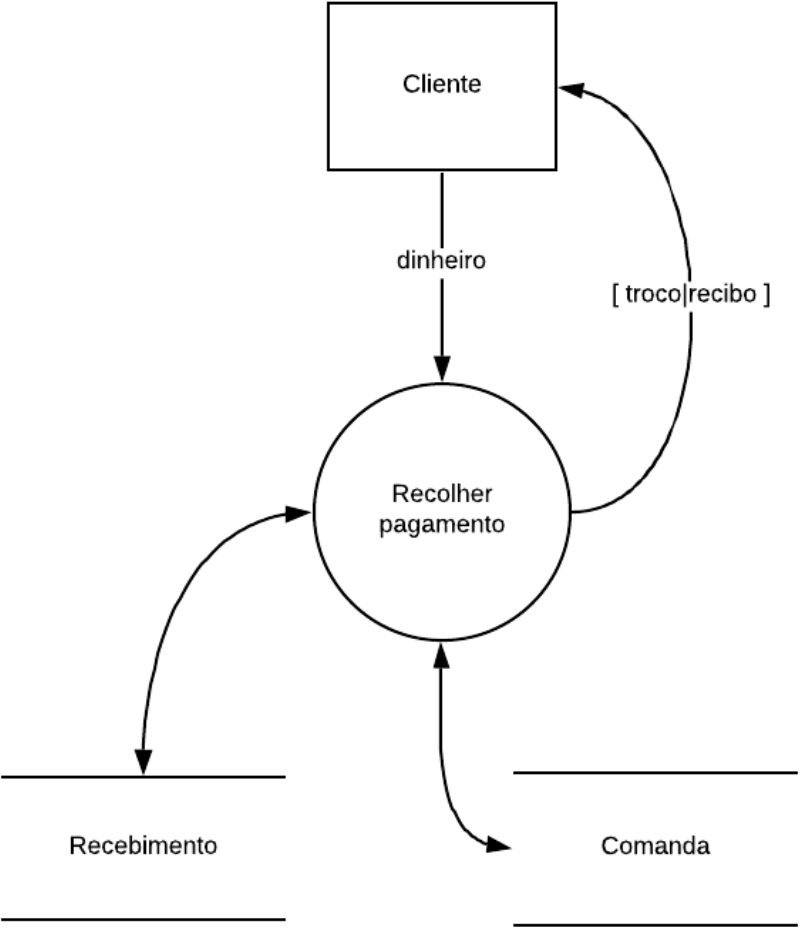 Cliente
dinheiro
[ troco|recibo ]
Recolher
pagamento
Recebimento
Comanda